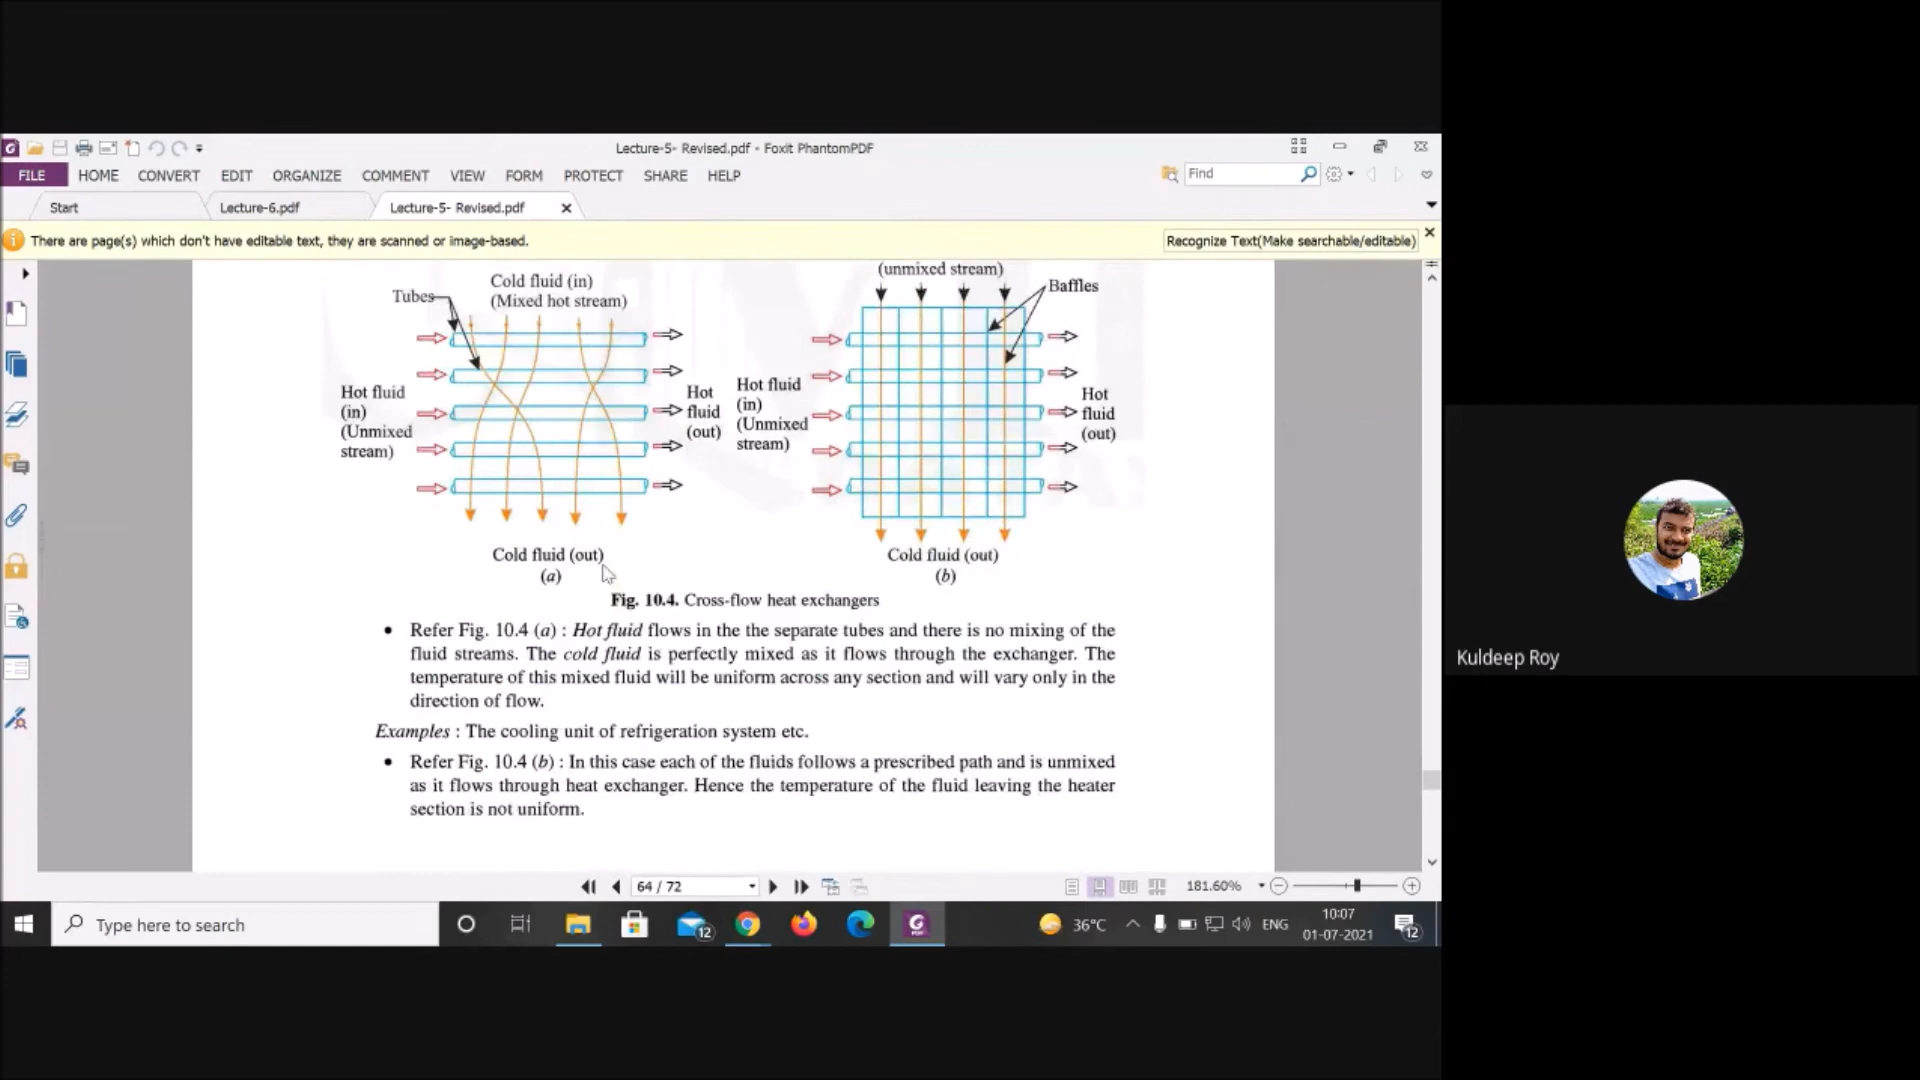 Lecture-5- Revised.pdf - Foxit PhantomPDF
FILE HOME CONVERT EDIT ORGANIZE COMMENT VIEW FORM PROTECT SHARE HELP
Find
Start Lecture-6.pdf Lecture-5- Revised.pdf
There are page(s) which don't have editable text, they are scanned or image-based.
Recognize Text(Make searchable/editable)
Tubes
Cold fluid (in)
(Mixed hot stream)
Hot fluid
(in)
(Unmixed
stream)
Hot
fluid
(out)
Cold fluid (out)
(a)
(unmixed stream)
Baffles
Hot fluid
(in)
(Unmixed
stream)
Hot
fluid
(out)
Cold fluid (out)
(b)
Fig. 10.4. Cross-flow heat exchangers
• Refer Fig. 10.4 (a) : Hot fluid flows in the the separate tubes and there is no mixing of the
fluid streams. The cold fluid is perfectly mixed as it flows through the exchanger. The
temperature of this mixed fluid will be uniform across any section and will vary only in the
direction of flow.
Examples : The cooling unit of refrigeration system etc.
• Refer Fig. 10.4 (b) : In this case each of the fluids follows a prescribed path and is unmixed
as it flows through heat exchanger. Hence the temperature of the fluid leaving the heater
section is not uniform.
64 / 72
181.60%
Type here to search
12
36°C
ENG
10:07
01-07-2021
12
Kuldeep Roy